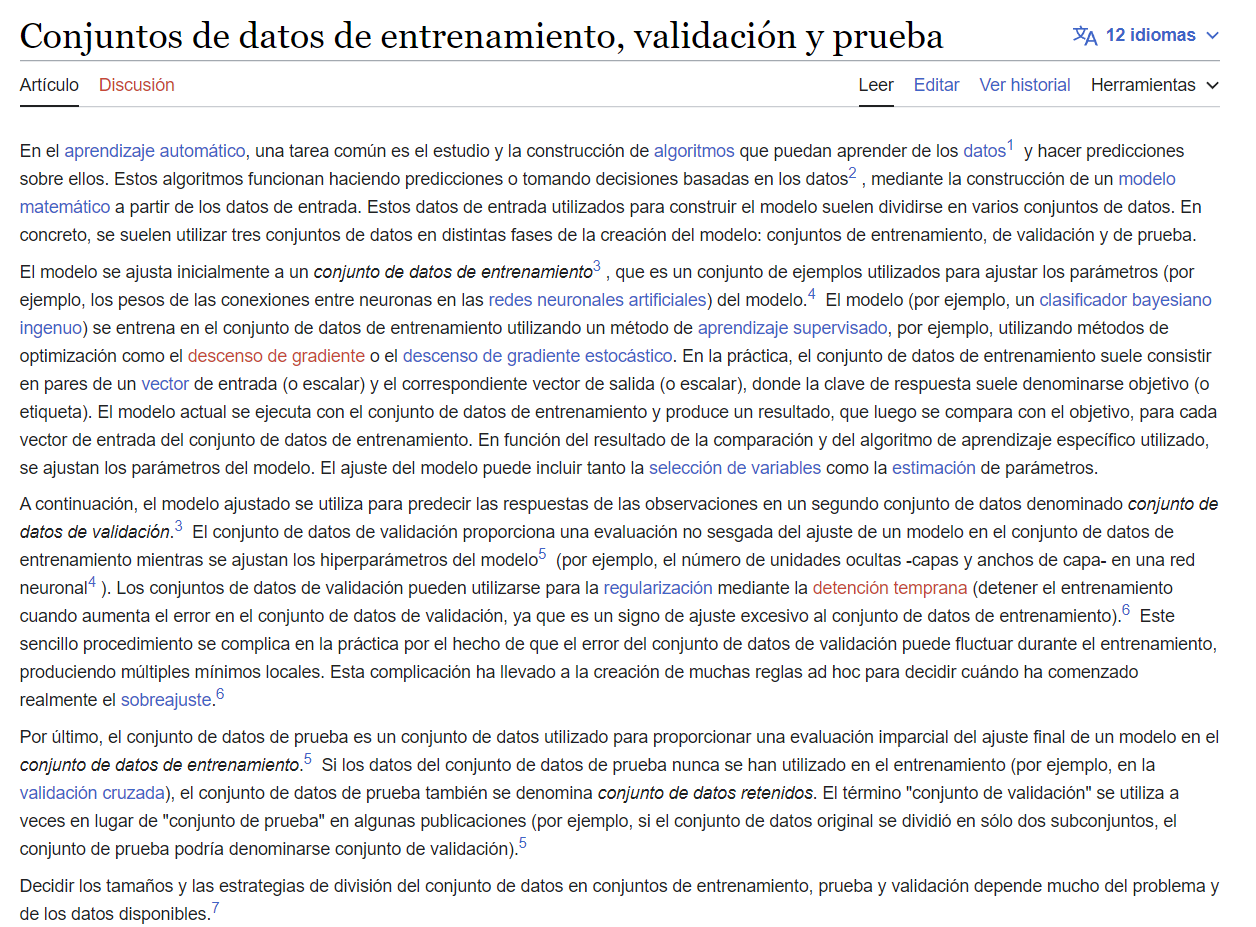 Conjuntos de datos de entrenamiento, validación y prueba
12 idiomas
Artículo Discusión Leer Editar Ver historial Herramientas
En el aprendizaje automático, una tarea común es el estudio y la construcción de algoritmos que puedan aprender de los datos1 y hacer predicciones
sobre ellos. Estos algoritmos funcionan haciendo predicciones o tomando decisiones basadas en los datos2 , mediante la construcción de un modelo
matemático a partir de los datos de entrada. Estos datos de entrada utilizados para construir el modelo suelen dividirse en varios conjuntos de datos. En
concreto, se suelen utilizar tres conjuntos de datos en distintas fases de la creación del modelo: conjuntos de entrenamiento, de validación y de prueba.
El modelo se ajusta inicialmente a un conjunto de datos de entrenamiento3 , que es un conjunto de ejemplos utilizados para ajustar los parámetros (por
ejemplo, los pesos de las conexiones entre neuronas en las redes neuronales artificiales) del modelo.4 El modelo (por ejemplo, un clasificador bayesiano
ingenuo) se entrena en el conjunto de datos de entrenamiento utilizando un método de aprendizaje supervisado, por ejemplo, utilizando métodos de
optimización como el descenso de gradiente o el descenso de gradiente estocástico. En la práctica, el conjunto de datos de entrenamiento suele consistir
en pares de un vector de entrada (o escalar) y el correspondiente vector de salida (o escalar), donde la clave de respuesta suele denominarse objetivo (o
etiqueta). El modelo actual se ejecuta con el conjunto de datos de entrenamiento y produce un resultado, que luego se compara con el objetivo, para cada
vector de entrada del conjunto de datos de entrenamiento. En función del resultado de la comparación y del algoritmo de aprendizaje específico utilizado,
se ajustan los parámetros del modelo. El ajuste del modelo puede incluir tanto la selección de variables como la estimación de parámetros.
A continuación, el modelo ajustado se utiliza para predecir las respuestas de las observaciones en un segundo conjunto de datos denominado conjunto de
datos de validación.3 El conjunto de datos de validación proporciona una evaluación no sesgada del ajuste de un modelo en el conjunto de datos de
entrenamiento mientras se ajustan los hiperparámetros del modelo5 (por ejemplo, el número de unidades ocultas -capas y anchos de capa- en una red
neuronal4 ). Los conjuntos de datos de validación pueden utilizarse para la regularización mediante la detención temprana (detener el entrenamiento
cuando aumenta el error en el conjunto de datos de validación, ya que es un signo de ajuste excesivo al conjunto de datos de entrenamiento).6 Este
sencillo procedimiento se complica en la práctica por el hecho de que el error del conjunto de datos de validación puede fluctuar durante el entrenamiento,
produciendo múltiples mínimos locales. Esta complicación ha llevado a la creación de muchas reglas ad hoc para decidir cuándo ha comenzado
realmente el sobreajuste.6
Por último, el conjunto de datos de prueba es un conjunto de datos utilizado para proporcionar una evaluación imparcial del ajuste final de un modelo en el
conjunto de datos de entrenamiento.5 Si los datos del conjunto de datos de prueba nunca se han utilizado en el entrenamiento (por ejemplo, en la
validación cruzada), el conjunto de datos de prueba también se denomina conjunto de datos retenidos. El término "conjunto de validación" se utiliza a
veces en lugar de "conjunto de prueba" en algunas publicaciones (por ejemplo, si el conjunto de datos original se dividió en sólo dos subconjuntos, el
conjunto de prueba podría denominarse conjunto de validación).5
Decidir los tamaños y las estrategias de división del conjunto de datos en conjuntos de entrenamiento, prueba y validación depende mucho del problema y
de los datos disponibles.7